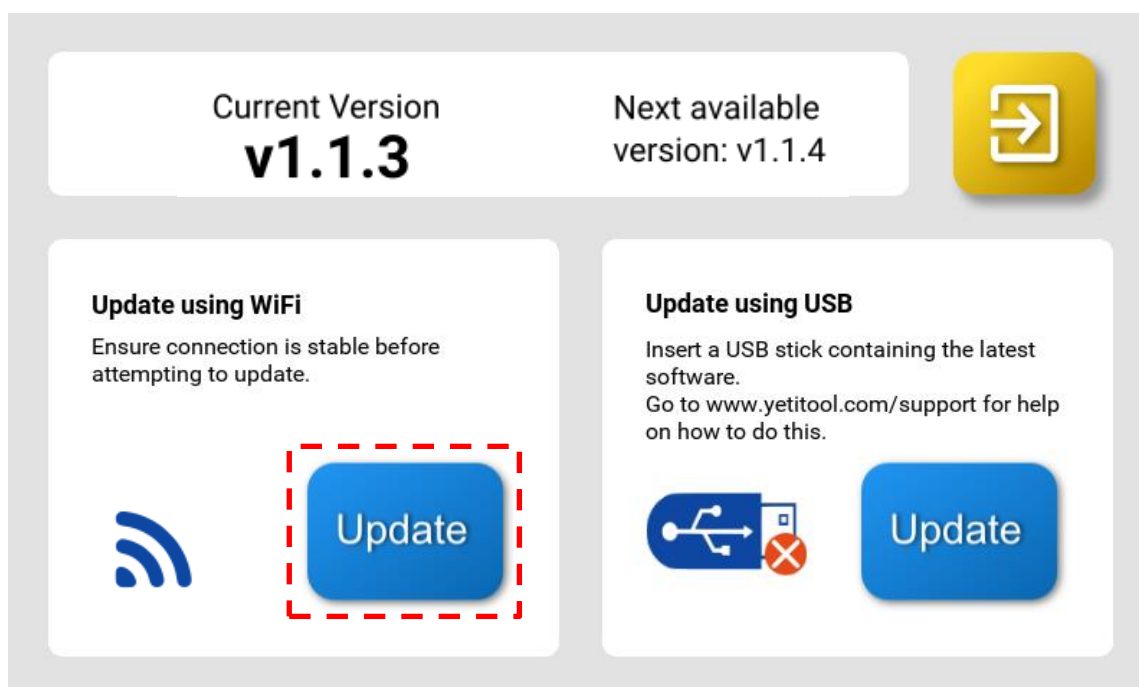 Current Version
v1.1.3
Next available
version: v1.1.4
Update using WiFi
Ensure connection is stable before
attempting to update.
Update
Update using USB
Insert a USB stick containing the latest
software.
Go to www.yetitool.com/support for help
on how to do this.
Update